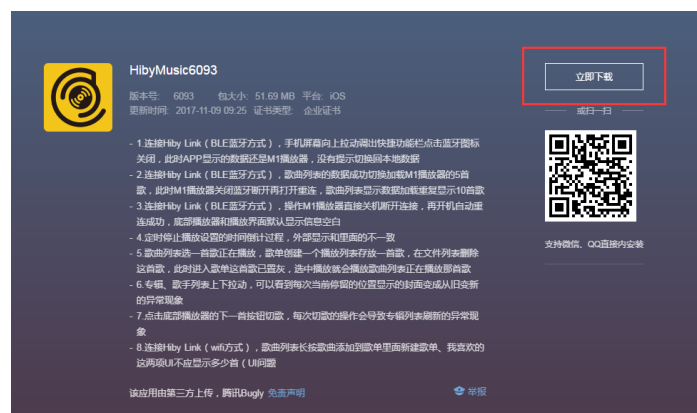 HibyMusic6093
版本号: 6093 包大小: 51.69 MB 平台: iOS
更新时间: 2017-11-09 09:25 证书类型: 企业证书
- 1.连接Hiby Link（BLE蓝牙方式），手机屏幕向上拉动调出快捷功能栏点击蓝牙图标
关闭，此时APP显示的数据还是M1播放器，没有提示切换回本地数据
- 2.连接Hiby Link（BLE蓝牙方式），歌曲列表的数据成功切换加载M1播放器的5首
歌，此时M1播放器关闭蓝牙断开再打开重连，歌曲列表显示数据加载重复显示10首歌
- 3.连接Hiby Link（BLE蓝牙方式），操作M1播放器直接关机断开连接，再开机自动重
连成功，底部播放器和播放界面默认显示信息空白
- 4.定时停止播放设置的时间倒计过程，外部显示和里面的不一致
- 5.歌曲列表选一首歌正在播放，歌单创建一个播放列表存放一首歌，在文件列表删除
这首歌，此时进入歌单这首歌已置灰，选中播放就会播放歌曲列表正在播放那首歌
- 6.专辑、歌手列表上下拉动，可以看到每次当前停留的位置显示的封面变成从旧变新
的异常现象
- 7.点击底部播放器的下一首按钮切歌，每次切歌的操作会导致专辑列表刷新的异常现
象
- 8.连接Hiby Link（wifi方式），歌曲列表长按歌曲添加到歌单里面新建歌单、我喜欢的
这两项UI不应显示多少首（UI问题
该应用由第三方上传，腾讯Bugly 免责声明
举报
立即下载
或扫一扫
支持微信、QQ直接内安装